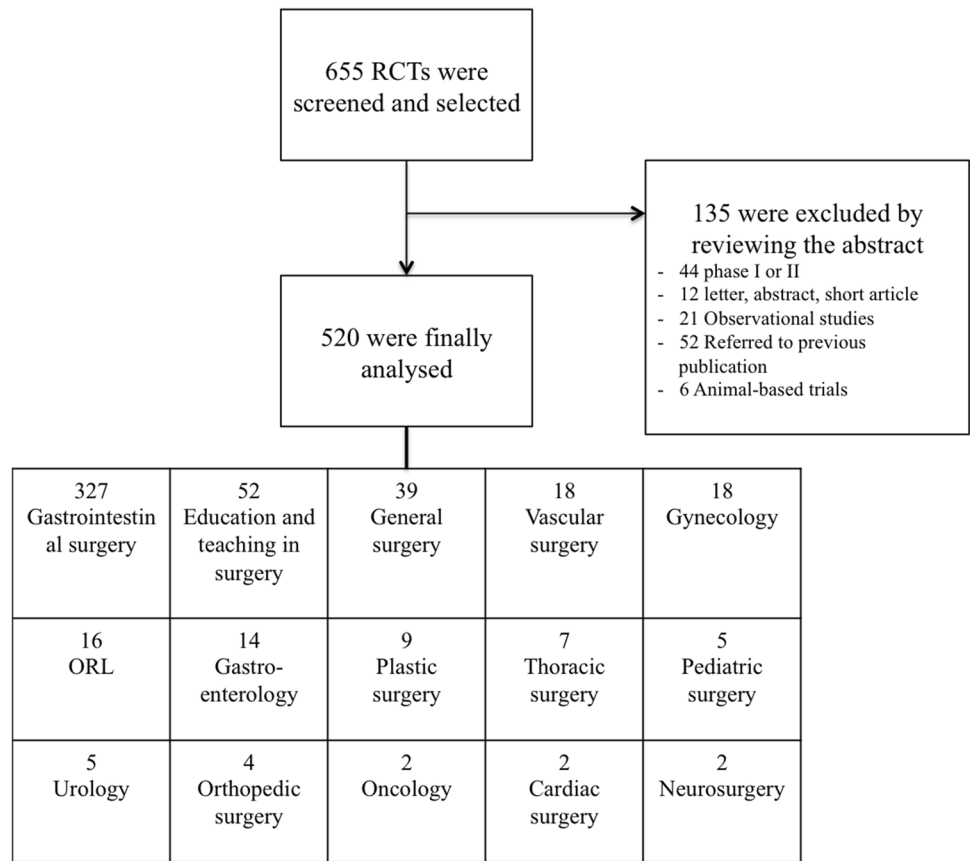 655 RCTs were
screened and selected
135 were excluded by
reviewing the abstract
- 44 phase I or II
- 12 letter, abstract, short article
- 21 Observational studies
- 52 Referred to previous
publication
- 6 Animal-based trials
520 were finally
analysed
327
Gastrointestin
al surgery
52
Education and
teaching in
surgery
39
General
surgery
18
Vascular
surgery
18
Gynecology
16
ORL
14
Gastro-
enterology
9
Plastic
surgery
7
Thoracic
surgery
5
Pediatric
surgery
5
Urology
4
Orthopedic
surgery
2
Oncology
2
Cardiac
surgery
2
Neurosurgery